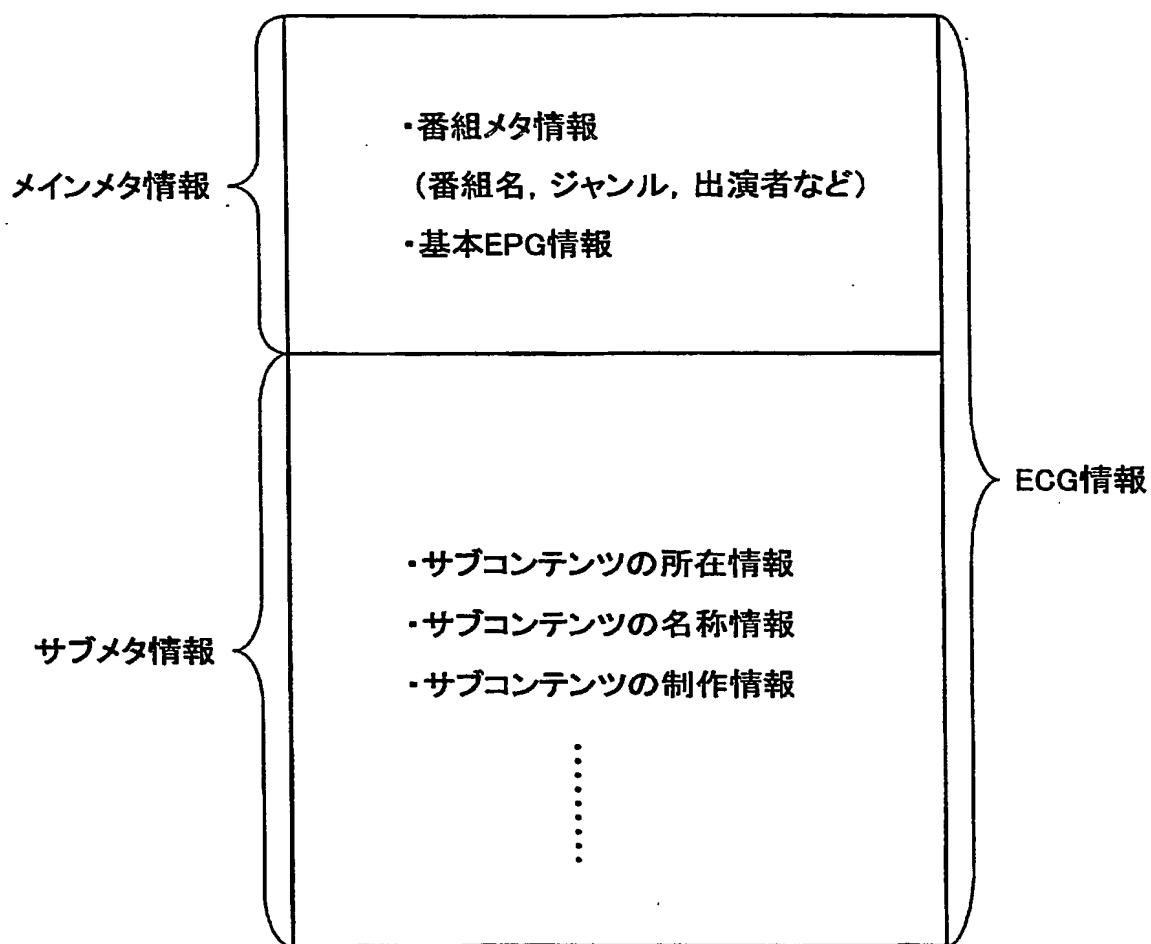 メインメタ情報
・番組メタ情報
(番組名, ジャンル, 出演者など)
・基本EPG情報
サブメタ情報
・サブコンテンツの所在情報
・サブコンテンツの名称情報
・サブコンテンツの制作情報
ECG情報